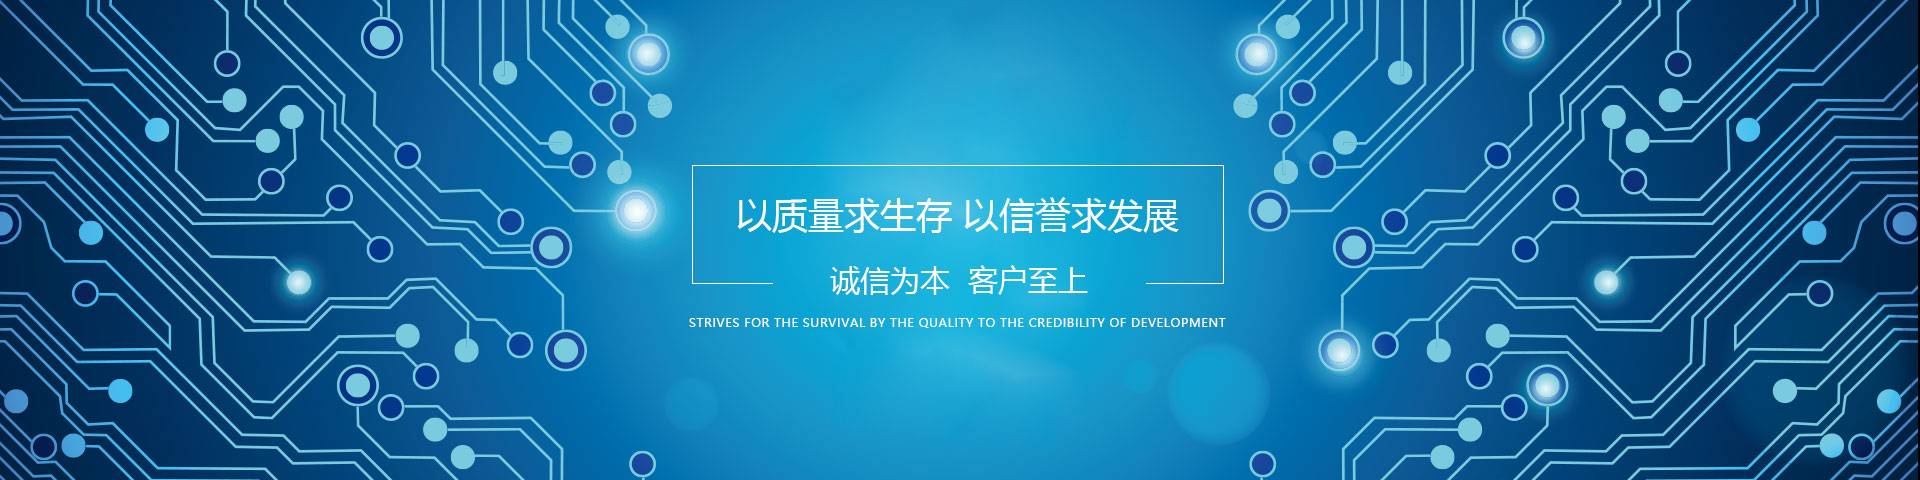 以质量求生存 以信誉求发展
诚信为本 客户至上
STRIVES FOR THE SURVIVAL BY THE QUALITY TO THE CREDIBILITY OF DEVELOPMENT